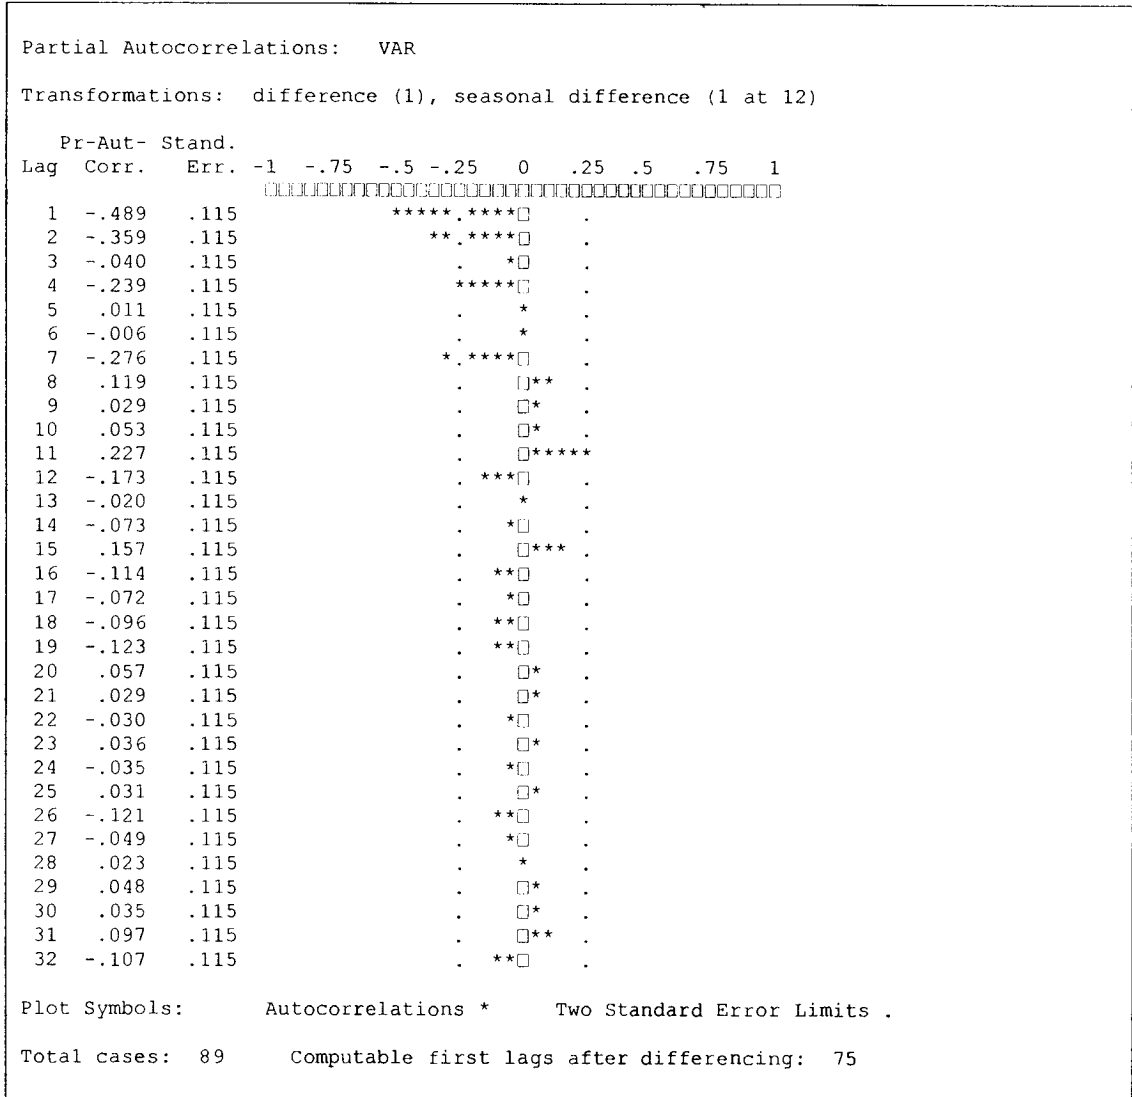 Partial Autocorrelations: VAR
Transformations: difference (1), seasonal difference (1 at 12)
Pr-Aut- Stand.
Lag Corr. Err. -1 -.75 -.5 -.25 0 .25 .5 .75 1
1 -.489 .115 *****.****▯ .
2 -.359 .115 **.****▯ .
3 -.040 .115 . *▯ .
4 -.239 .115 *****▯ .
5 .011 .115 . * .
6 -.006 .115 . * .
7 -.276 .115 *.****▯ .
8 .119 .115 . ▯** .
9 .029 .115 . ▯* .
10 .053 .115 . ▯* .
11 .227 .115 . ▯*****
12 -.173 .115 . ***▯ .
13 -.020 .115 . * .
14 -.073 .115 . *▯ .
15 .157 .115 . ▯*** .
16 -.114 .115 . **▯ .
17 -.072 .115 . *▯ .
18 -.096 .115 . **▯ .
19 -.123 .115 . **▯ .
20 .057 .115 . ▯* .
21 .029 .115 . ▯* .
22 -.030 .115 . *▯ .
23 .036 .115 . ▯* .
24 -.035 .115 . *▯ .
25 .031 .115 . ▯* .
26 -.121 .115 . **▯ .
27 -.049 .115 . *▯ .
28 .023 .115 . * .
29 .048 .115 . ▯* .
30 .035 .115 . ▯* .
31 .097 .115 . ▯** .
32 -.107 .115 . **▯ .
Plot Symbols: Autocorrelations * Two Standard Error Limits .
Total cases: 89 Computable first lags after differencing: 75